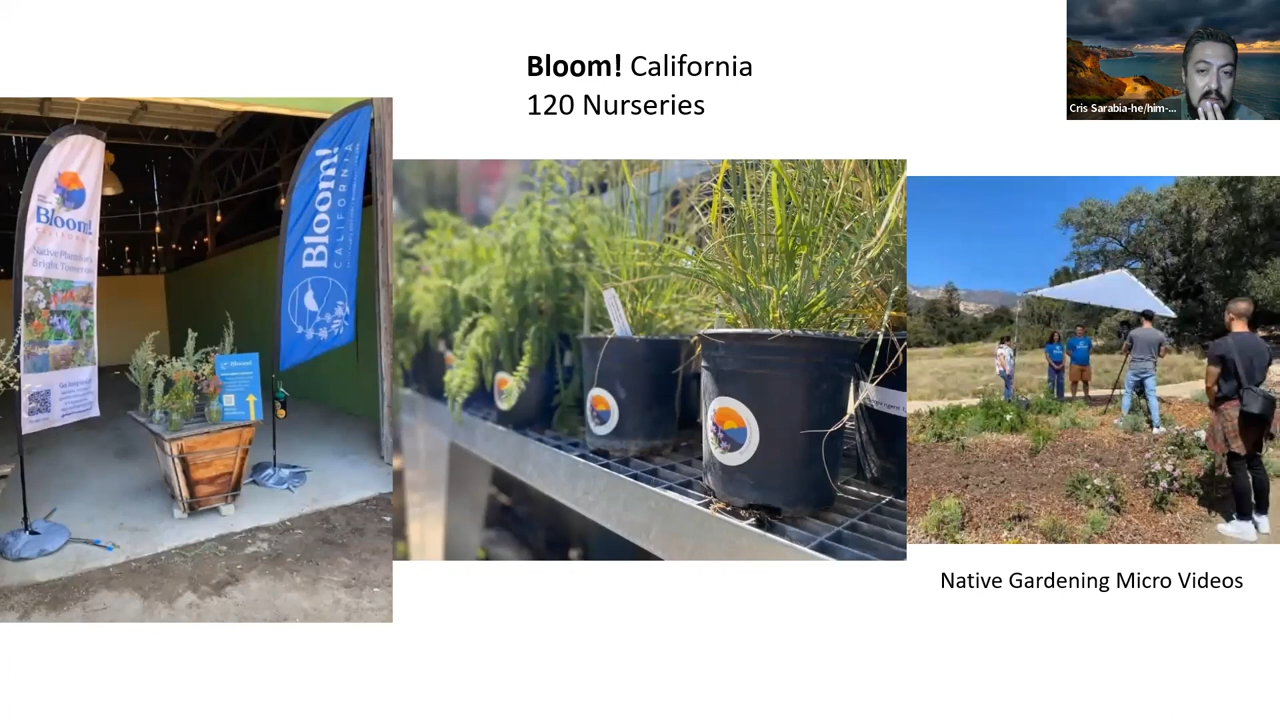 Bloom! California
120 Nurseries
Cris Sarabia-he/him-...
Bloom!
CALIFORNIA
Native Plants for a
Bright Tomorrow
Bloom!
CALIFORNIA
Bloom!
Native Gardening Micro Videos